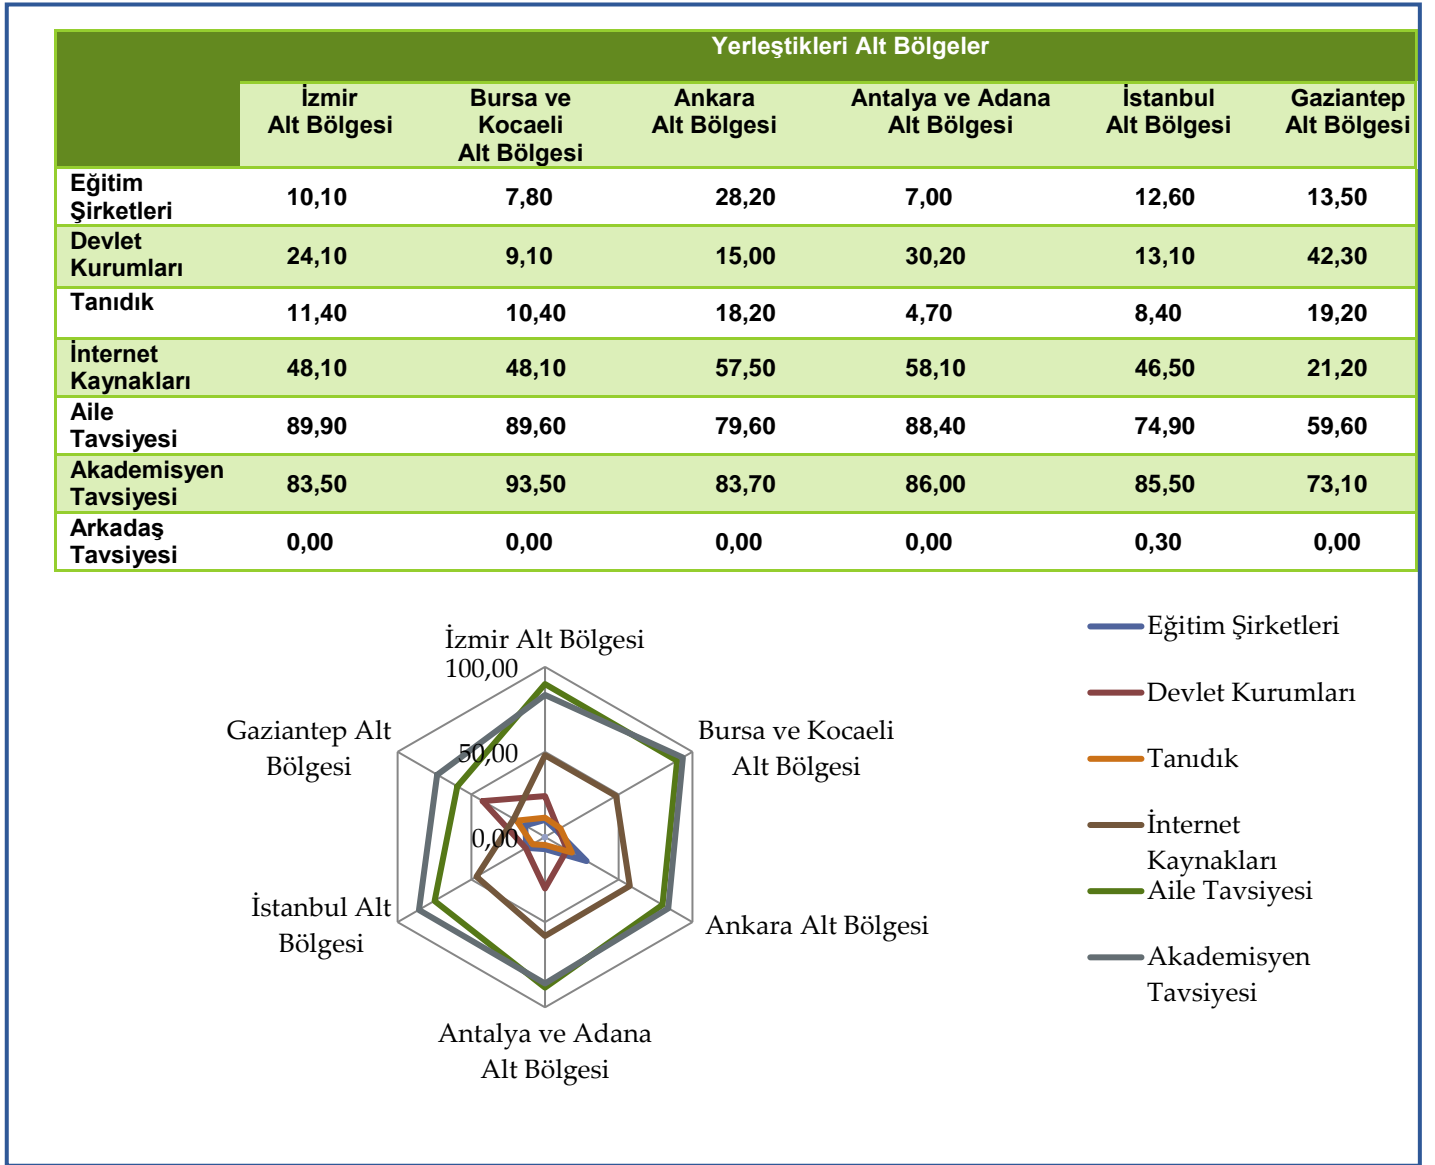 Yerleştikleri Alt Bölgeler
İzmir
Alt Bölgesi
Bursa ve
Kocaeli
Alt Bölgesi
Ankara
Alt Bölgesi
Antalya ve Adana
Alt Bölgesi
İstanbul
Alt Bölgesi
Gaziantep
Alt Bölgesi
Eğitim
Şirketleri
10,10 7,80 28,20 7,00 12,60 13,50
Devlet
Kurumları
24,10 9,10 15,00 30,20 13,10 42,30
Tanıdık
11,40 10,40 18,20 4,70 8,40 19,20
İnternet
Kaynakları
48,10 48,10 57,50 58,10 46,50 21,20
Aile
Tavsiyesi
89,90 89,60 79,60 88,40 74,90 59,60
Akademisyen
Tavsiyesi
83,50 93,50 83,70 86,00 85,50 73,10
Arkadaş
Tavsiyesi
0,00 0,00 0,00 0,00 0,30 0,00
İzmir Alt Bölgesi
100,00
50,00
0,00
Bursa ve Kocaeli
Alt Bölgesi
Ankara Alt Bölgesi
Antalya ve Adana
Alt Bölgesi
İstanbul Alt
Bölgesi
Gaziantep Alt
Bölgesi
Eğitim Şirketleri
Devlet Kurumları
Tanıdık
İnternet
Kaynakları
Aile Tavsiyesi
Akademisyen
Tavsiyesi